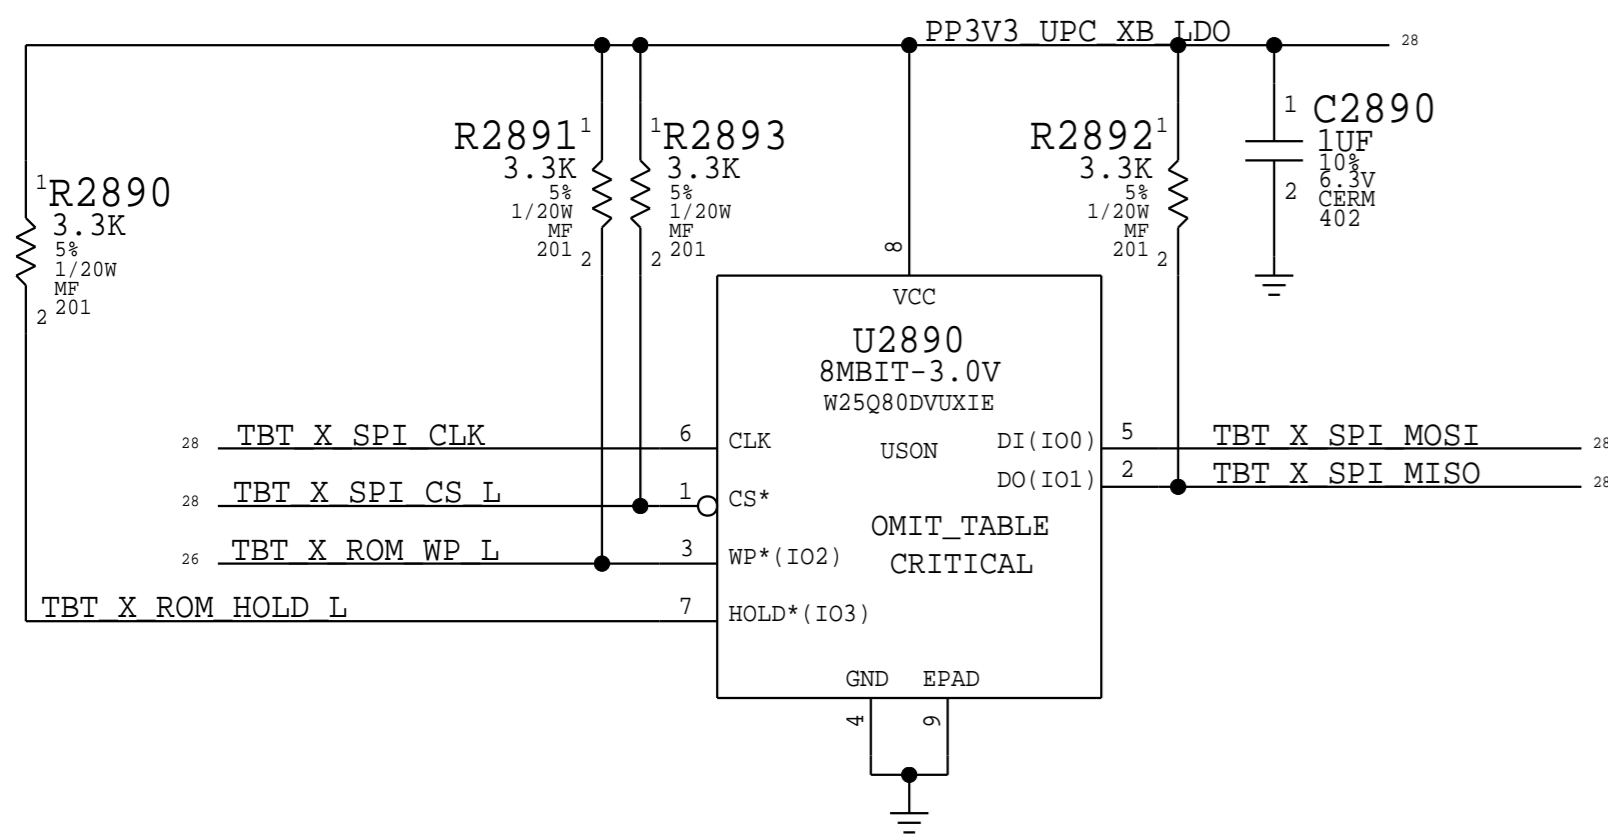 PP3V3_UPC_XB_LDO 28
1 C2890
1UF
10%
6.3V
CERM
402
2
R2891 1
3.3K
5%
1/20W
MF
201 2
1 R2893
3.3K
5%
1/20W
MF
2 201
R2892 1
3.3K
5%
1/20W
MF
201 2
1 R2890
3.3K
5%
1/20W
MF
201
2
8
VCC
U2890
8MBIT-3.0V
W25Q80DVUXIE
USON
OMIT_TABLE
CRITICAL
28 TBT_X_SPI_CLK 6 CLK
28 TBT_X_SPI_CS_L 1 CS*
26 TBT_X_ROM_WP_L 3 WP*(IO2)
TBT_X_ROM_HOLD_L 7 HOLD*(IO3)
DI(IO0) 5 TBT_X_SPI_MOSI 28
DO(IO1) 2 TBT_X_SPI_MISO 28
GND EPAD
4 9